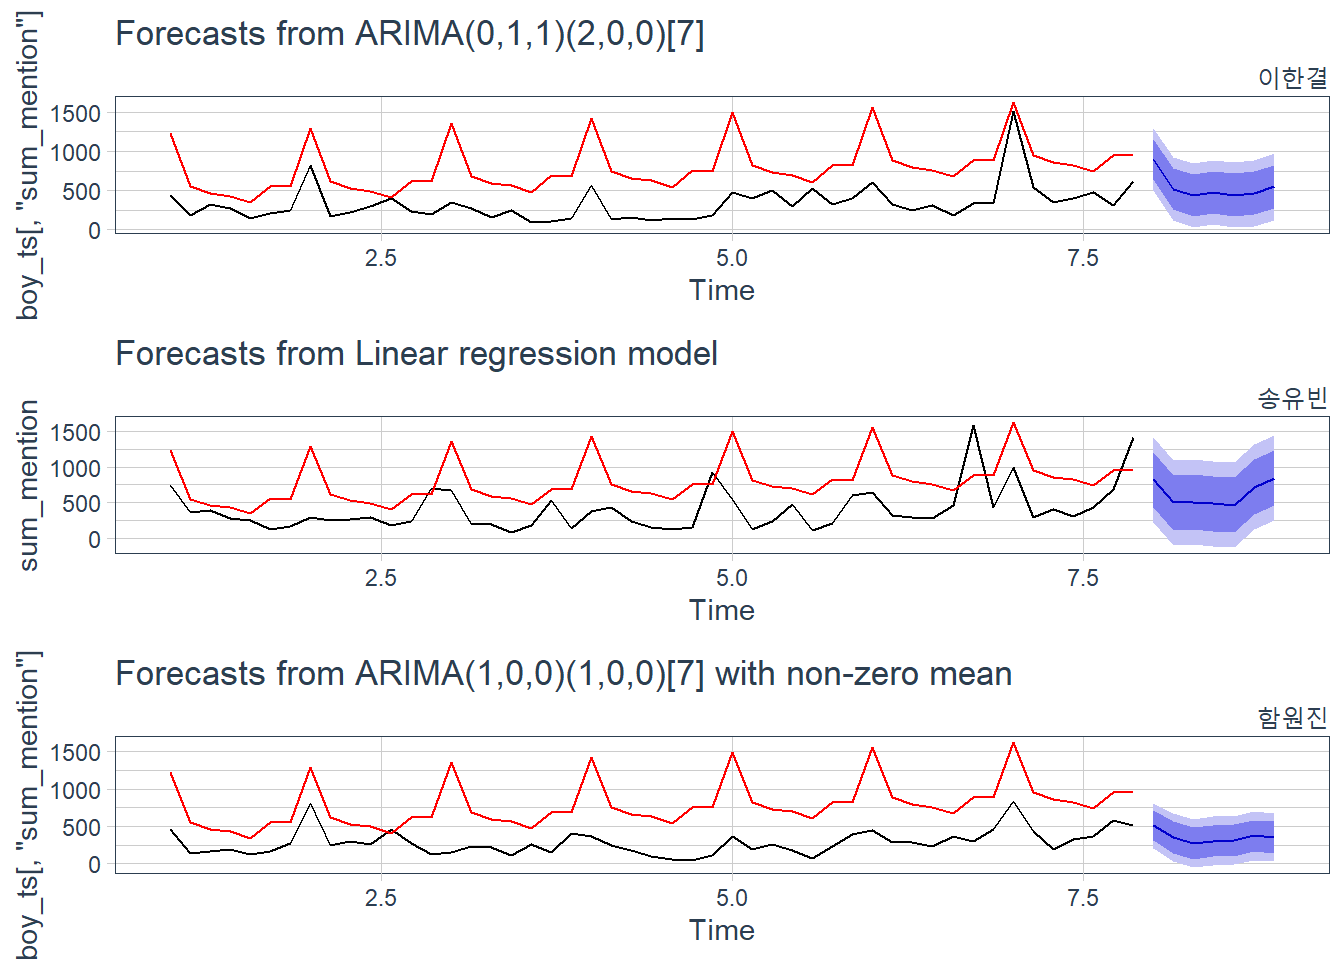 Forecasts from ARIMA(0,1,1)(2,0,0)[7]
이한결
boy_ts[, "sum_mention"]
1500
1000
500
0
2.5 5.0 7.5
Time
Forecasts from Linear regression model
송유빈
sum_mention
1500
1000
500
0
2.5 5.0 7.5
Time
Forecasts from ARIMA(1,0,0)(1,0,0)[7] with non-zero mean
함원진
boy_ts[, "sum_mention"]
1500
1000
500
0
2.5 5.0 7.5
Time